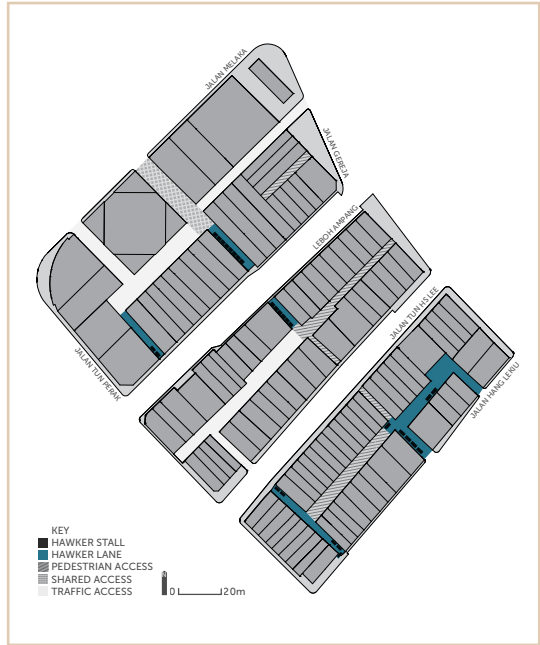 JALAN MELAKA
JALAN GEREJA
LEBOH AMPANG
JALAN TUN HS LEE
JALAN HANG LEKIU
JALAN TUN PERAK
KEY
HAWKER STALL
HAWKER LANE
PEDESTRIAN ACCESS
SHARED ACCESS
TRAFFIC ACCESS
0 20m